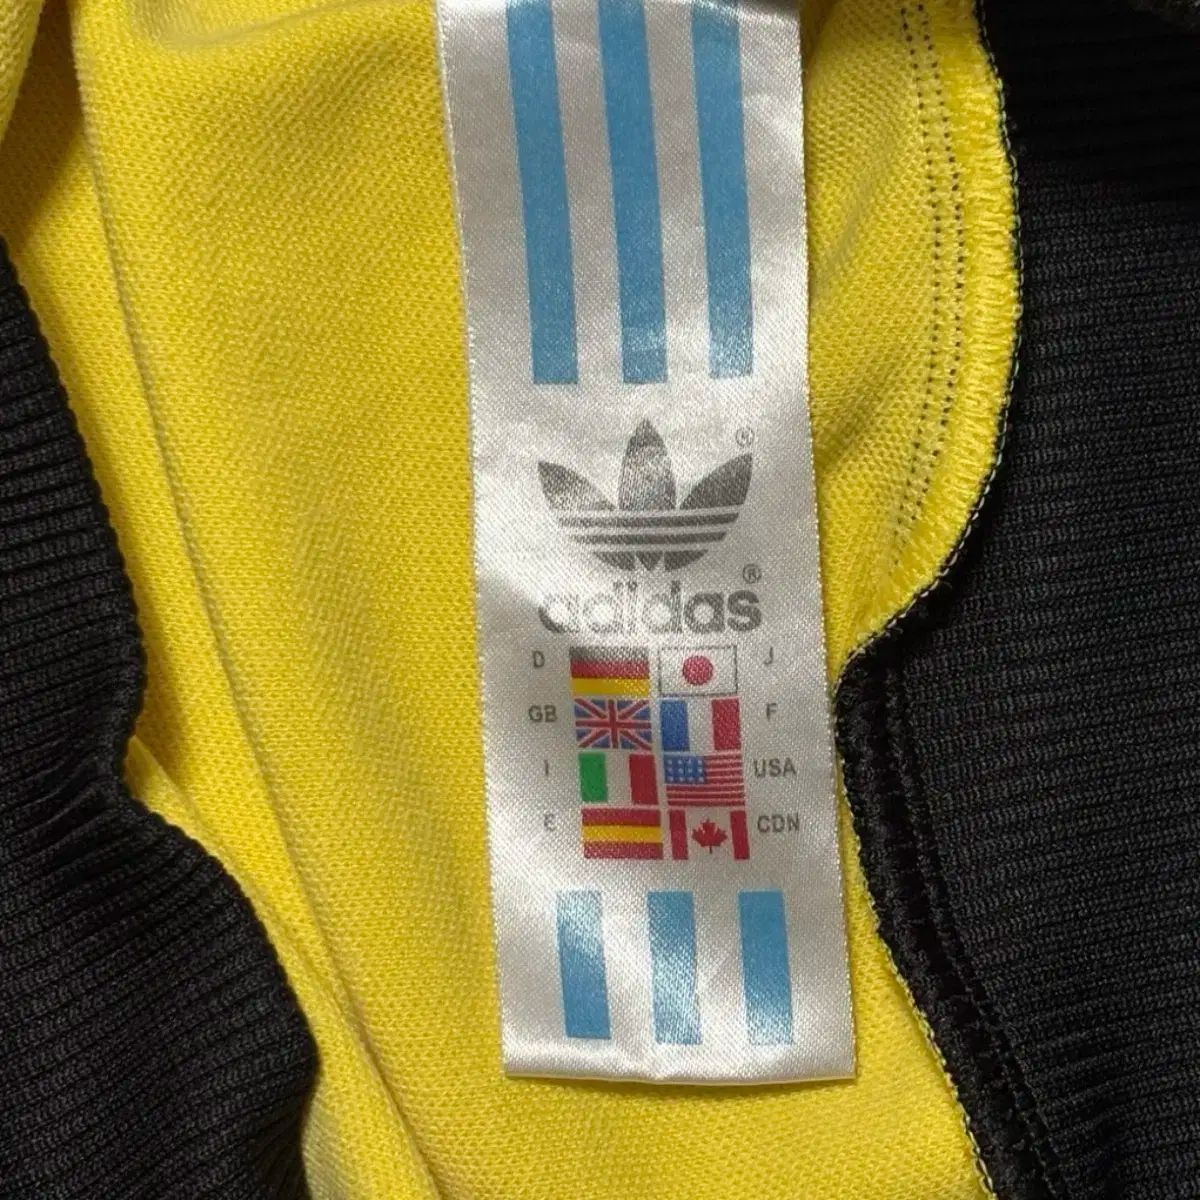 ®
adidas®
D J
GB F
I USA
E CDN